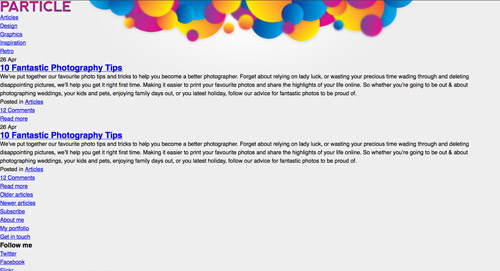 PARTICLE
Articles
Design
Graphics
Inspiration
Retro
26 Apr
10 Fantastic Photography Tips
We've put together our favourite photo tips and tricks to help you become a better photographer. Forget about relying on lady luck, or wasting your precious time wading through and deleting
disappointing pictures, we'll help you get it right first time. Making it easier to print your favourite photos and share the highlights of your life online. So whether you're going to be out & about
photographing weddings, your kids and pets, enjoying family days out, or you latest holiday, follow our advice for fantastic photos to be proud of.
Posted in Articles
12 Comments
Read more
26 Apr
10 Fantastic Photography Tips
We've put together our favourite photo tips and tricks to help you become a better photographer. Forget about relying on lady luck, or wasting your precious time wading through and deleting
disappointing pictures, we'll help you get it right first time. Making it easier to print your favourite photos and share the highlights of your life online. So whether you're going to be out & about
photographing weddings, your kids and pets, enjoying family days out, or you latest holiday, follow our advice for fantastic photos to be proud of.
Posted in Articles
12 Comments
Read more
Older articles
Newer articles
Subscribe
About me
My portfolio
Get in touch
Follow me
Twitter
Facebook
Flickr